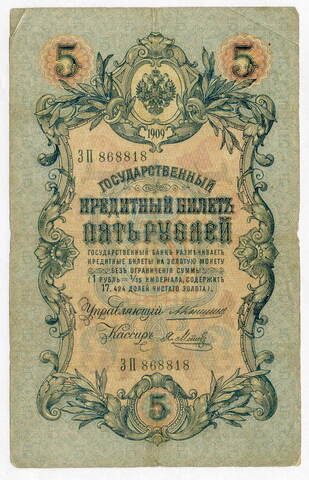 5 5
1909
ЗП 868818
ГОСУДАРСТВЕННЫЙ
КРЕДИТНЫЙ БИЛЕТЪ
ПЯТЬ РУБЛЕЙ
ГОСУДАРСТВЕННЫЙ БАНКЪ РАЗМѢНИВАЕТЪ
КРЕДИТНЫЕ БИЛЕТЫ НА ЗОЛОТУЮ МОНЕТУ
БЕЗЪ ОГРАНИЧЕНІЯ СУММЫ
(1 РУБЛЬ = 1/15 ИМПЕРІАЛА, СОДЕРЖИТЪ
17,424 ДОЛЕЙ ЧИСТАГО ЗОЛОТА).
Управляющій
Кассиръ
ЗП 868818
5